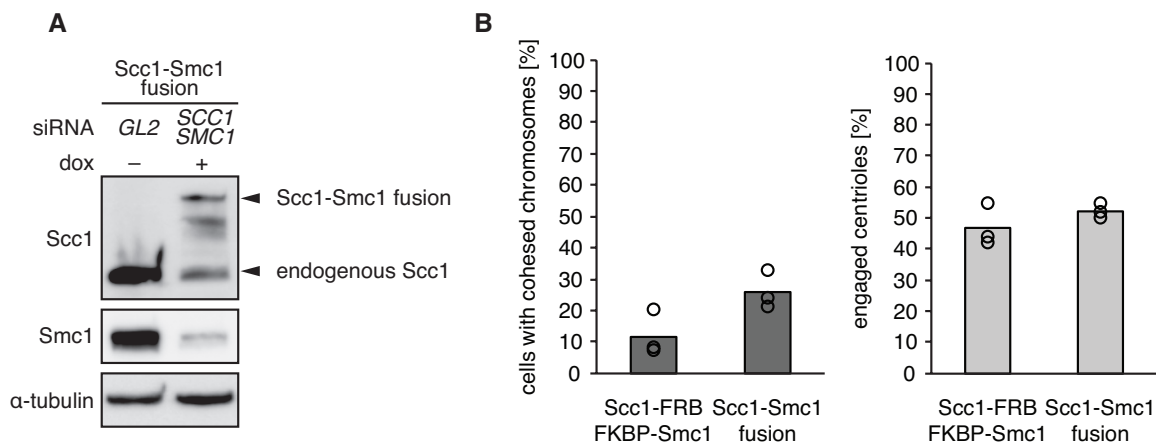 A
Scc1-Smc1
fusion
siRNA GL2 SCC1
SMC1
dox – +
Scc1
Scc1-Smc1 fusion
endogenous Scc1
Smc1
α-tubulin
B
cells with cohesed chromosomes [%]
100
90
80
70
60
50
40
30
20
10
0
Scc1-FRB
FKBP-Smc1
Scc1-Smc1
fusion
engaged centrioles [%]
100
90
80
70
60
50
40
30
20
10
0
Scc1-FRB
FKBP-Smc1
Scc1-Smc1
fusion